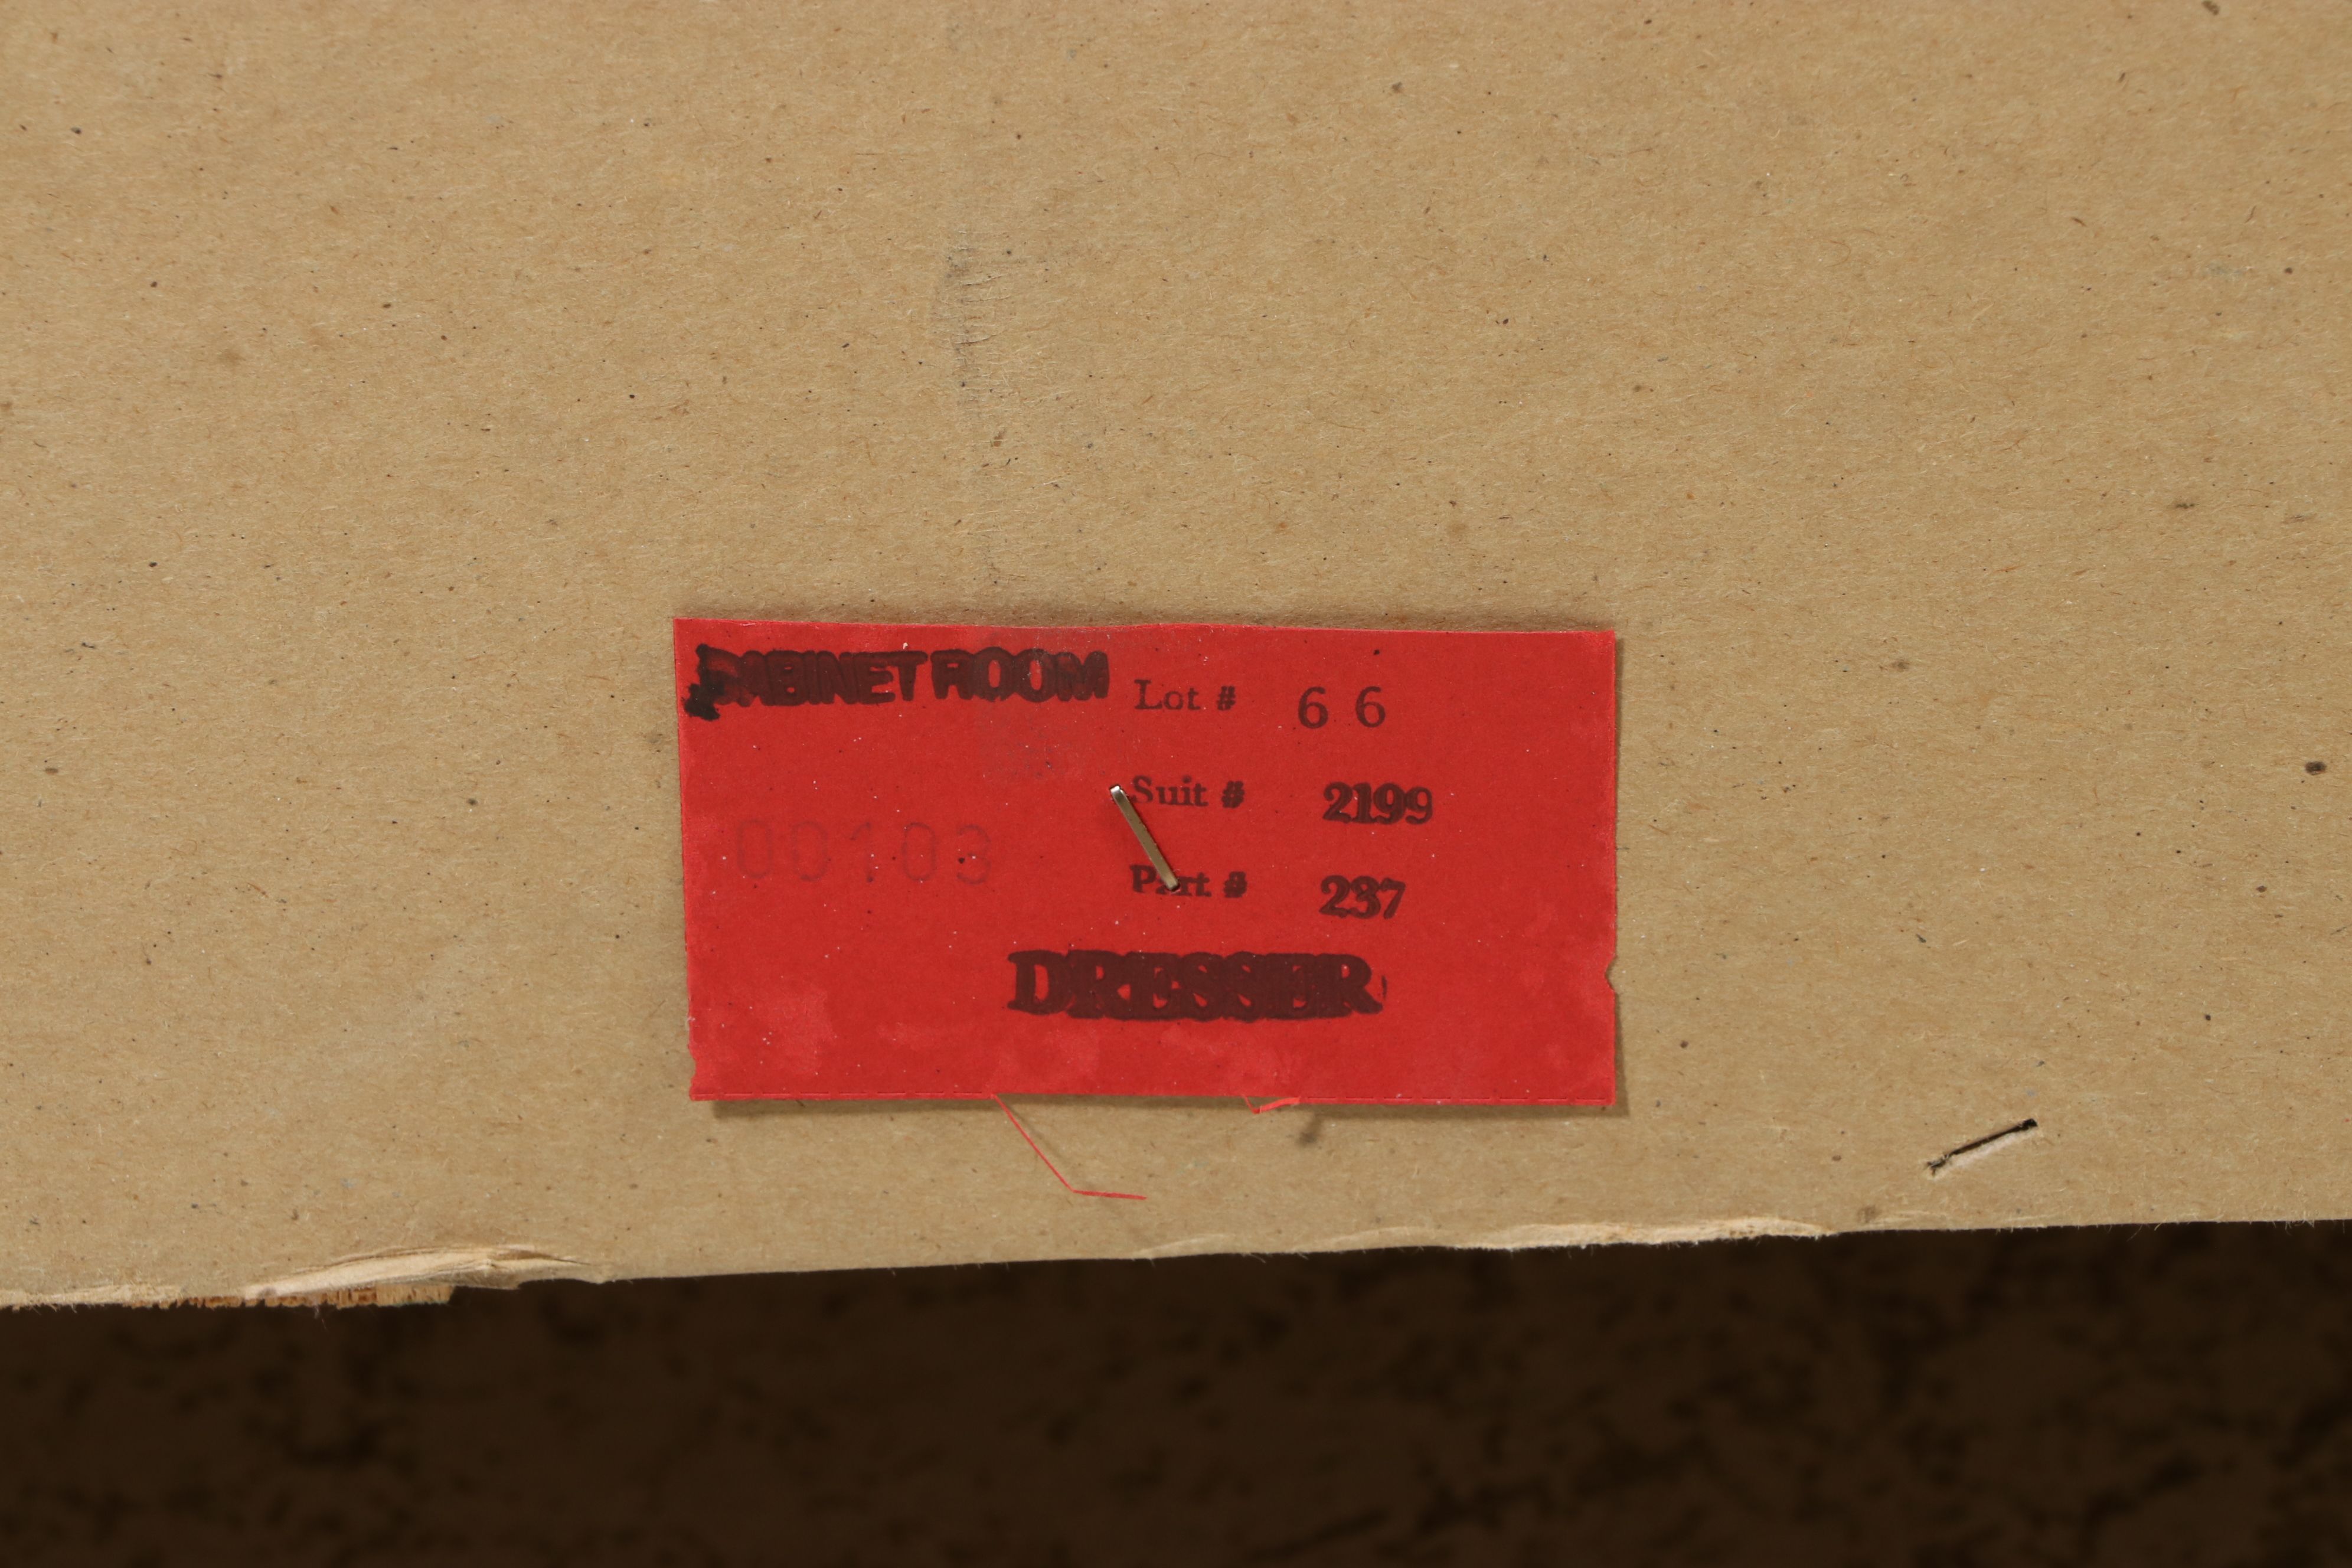 CABINET ROOM
Lot # 66
Suit # 2199
00103
Part # 237
DRESSER